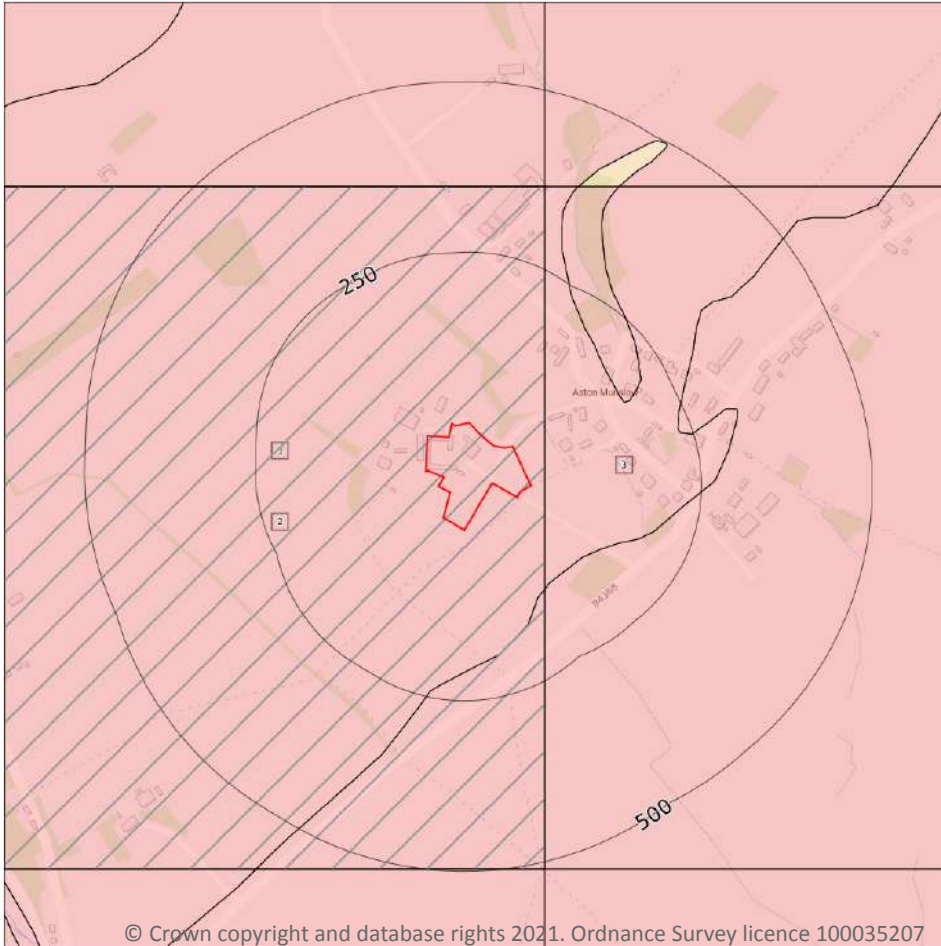 250
Aston Munslow
1
3
2
B4368
500
© Crown copyright and database rights 2021. Ordnance Survey licence 100035207